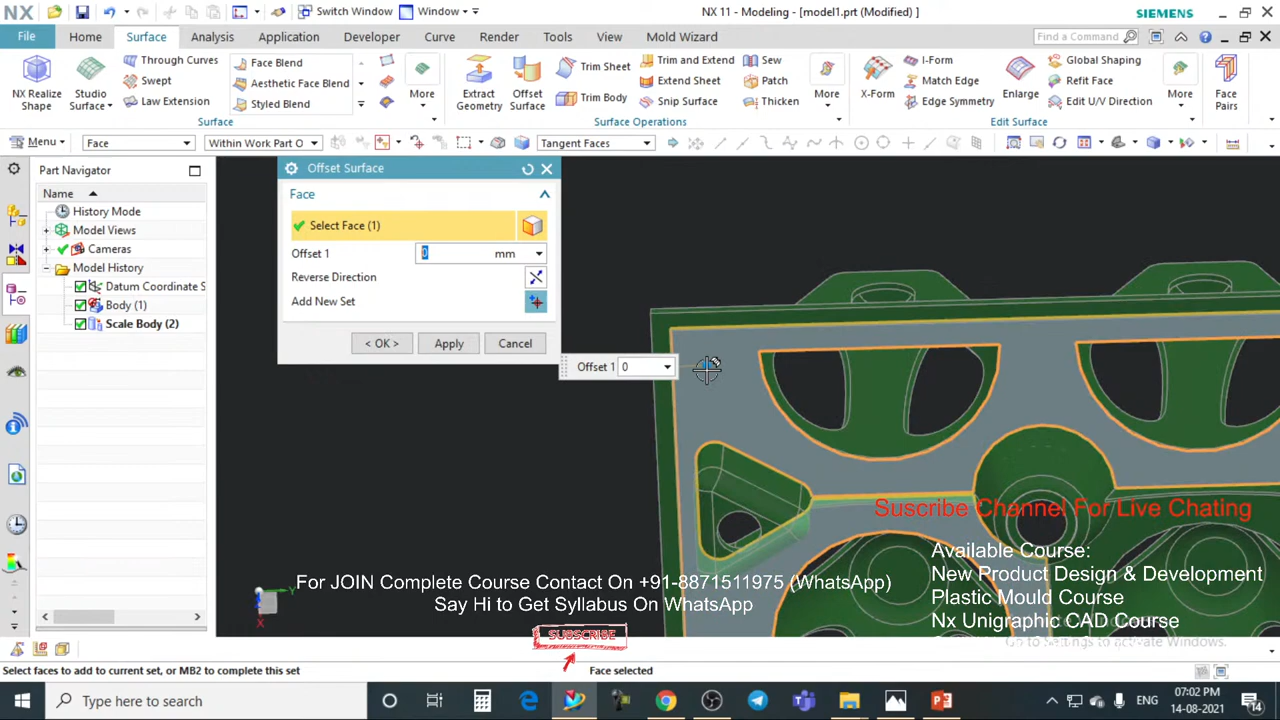 NX
Switch Window
Window
NX 11 - Modeling - [model1.prt (Modified) ]
SIEMENS
File
Home
Surface
Analysis
Application
Developer
Curve
Render
Tools
View
Mold Wizard
Find a Command
NX Realize Shape
Studio Surface
Through Curves
Swept
Law Extension
Face Blend
Aesthetic Face Blend
Styled Blend
More
Surface
Extract Geometry
Offset Surface
Trim Sheet
Trim Body
Trim and Extend
Extend Sheet
Snip Surface
Sew
Patch
Thicken
More
Surface Operations
X-Form
I-Form
Match Edge
Edge Symmetry
Enlarge
Global Shaping
Refit Face
Edit U/V Direction
More
Face Pairs
Edit Surface
Menu
Face
Within Work Part O
Tangent Faces
Part Navigator
Name
History Mode
Model Views
Cameras
Model History
Datum Coordinate S
Body (1)
Scale Body (2)
Offset Surface
Face
Select Face (1)
Offset 1
0
mm
Reverse Direction
Add New Set
< OK >
Apply
Cancel
Offset 1
0
Suscribe Channel For Live Chating
Available Course:
New Product Design & Development
Plastic Mould Course
Nx Unigraphic CAD Course
Go to Settings to activate Windows.
For JOIN Complete Course Contact On +91-8871511975 (WhatsApp)
Say Hi to Get Syllabus On WhatsApp
SUBSCRIBE
Y
X
Select faces to add to current set, or MB2 to complete this set
Face selected
Type here to search
ENG
07:02 PM
14-08-2021
14